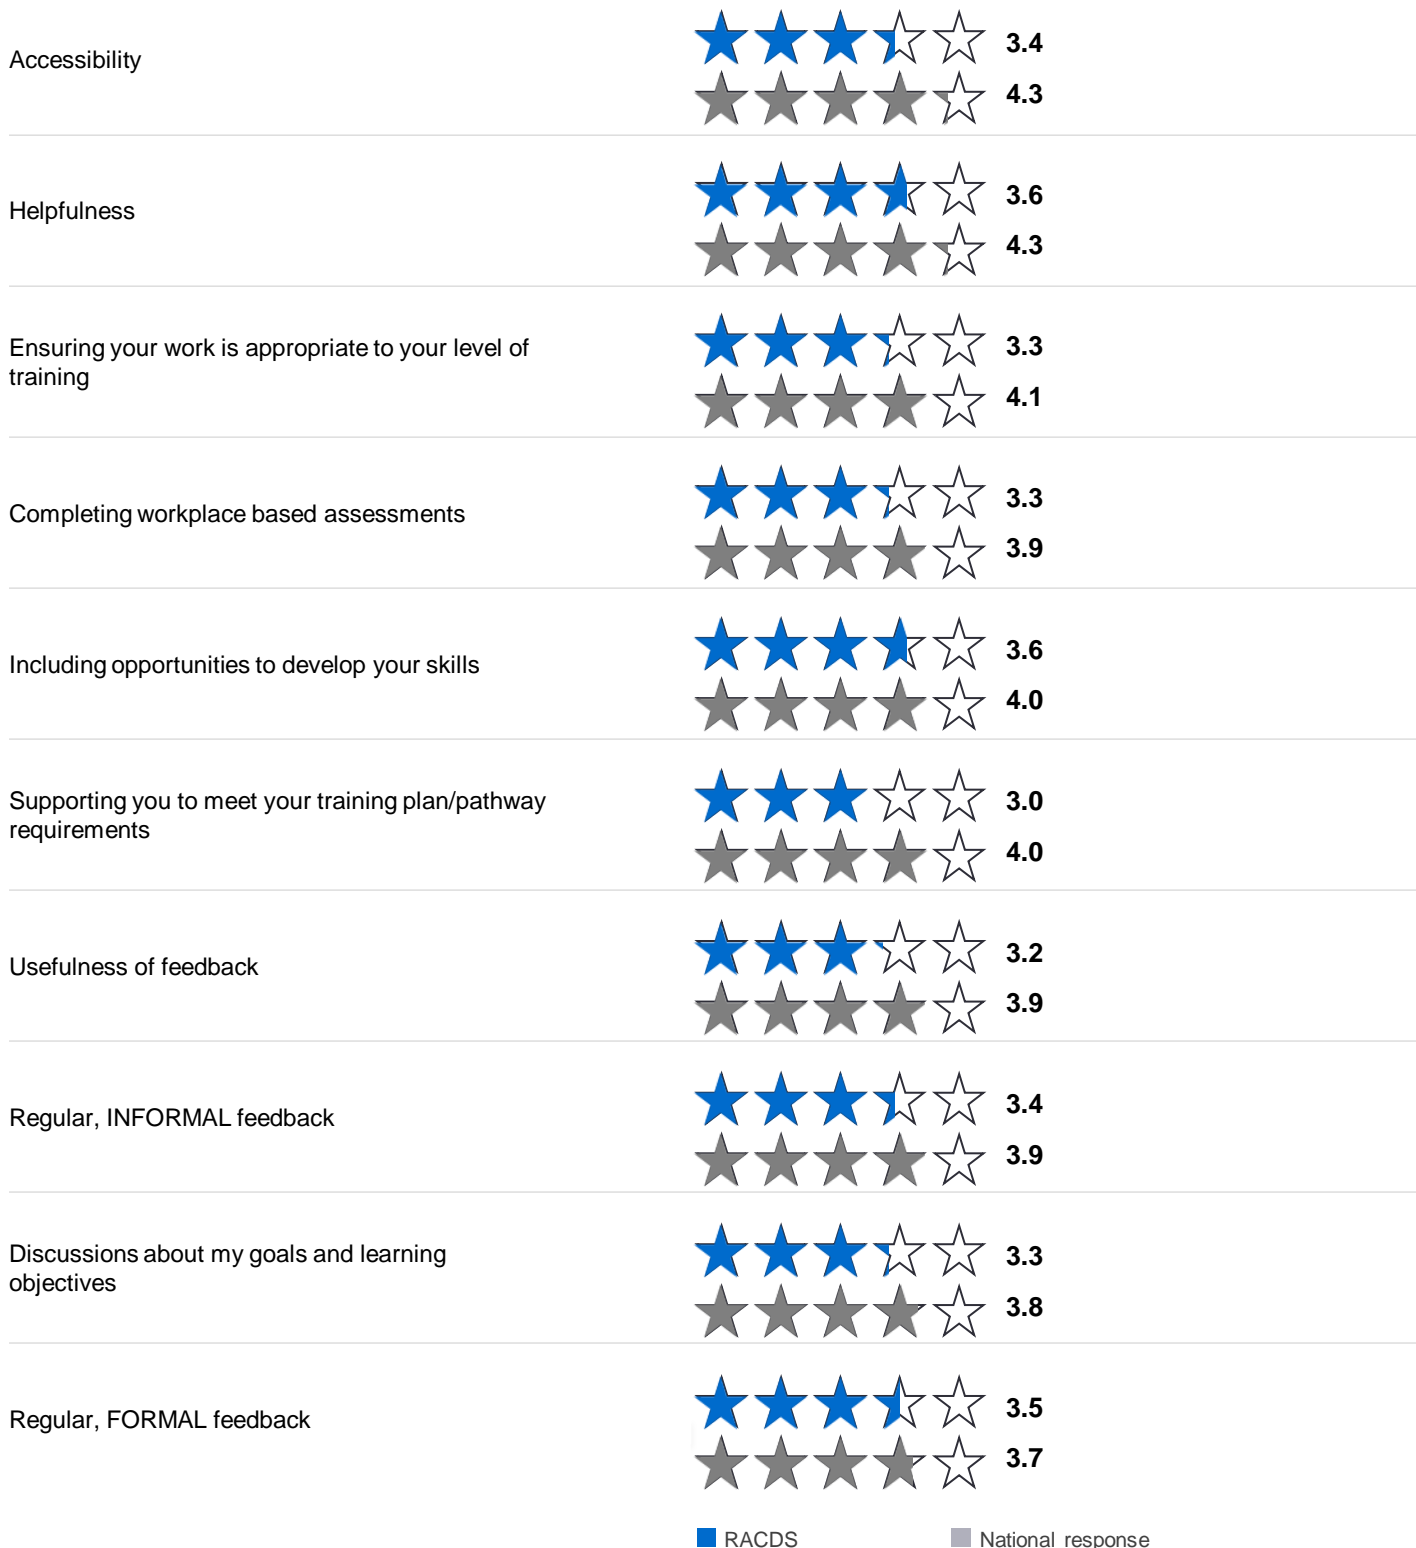 Accessibility
3.4
4.3
Helpfulness
3.6
4.3
Ensuring your work is appropriate to your level of
training
3.3
4.1
Completing workplace based assessments
3.3
3.9
Including opportunities to develop your skills
3.6
4.0
Supporting you to meet your training plan/pathway
requirements
3.0
4.0
Usefulness of feedback
3.2
3.9
Regular, INFORMAL feedback
3.4
3.9
Discussions about my goals and learning
objectives
3.3
3.8
Regular, FORMAL feedback
3.5
3.7
RACDS National response